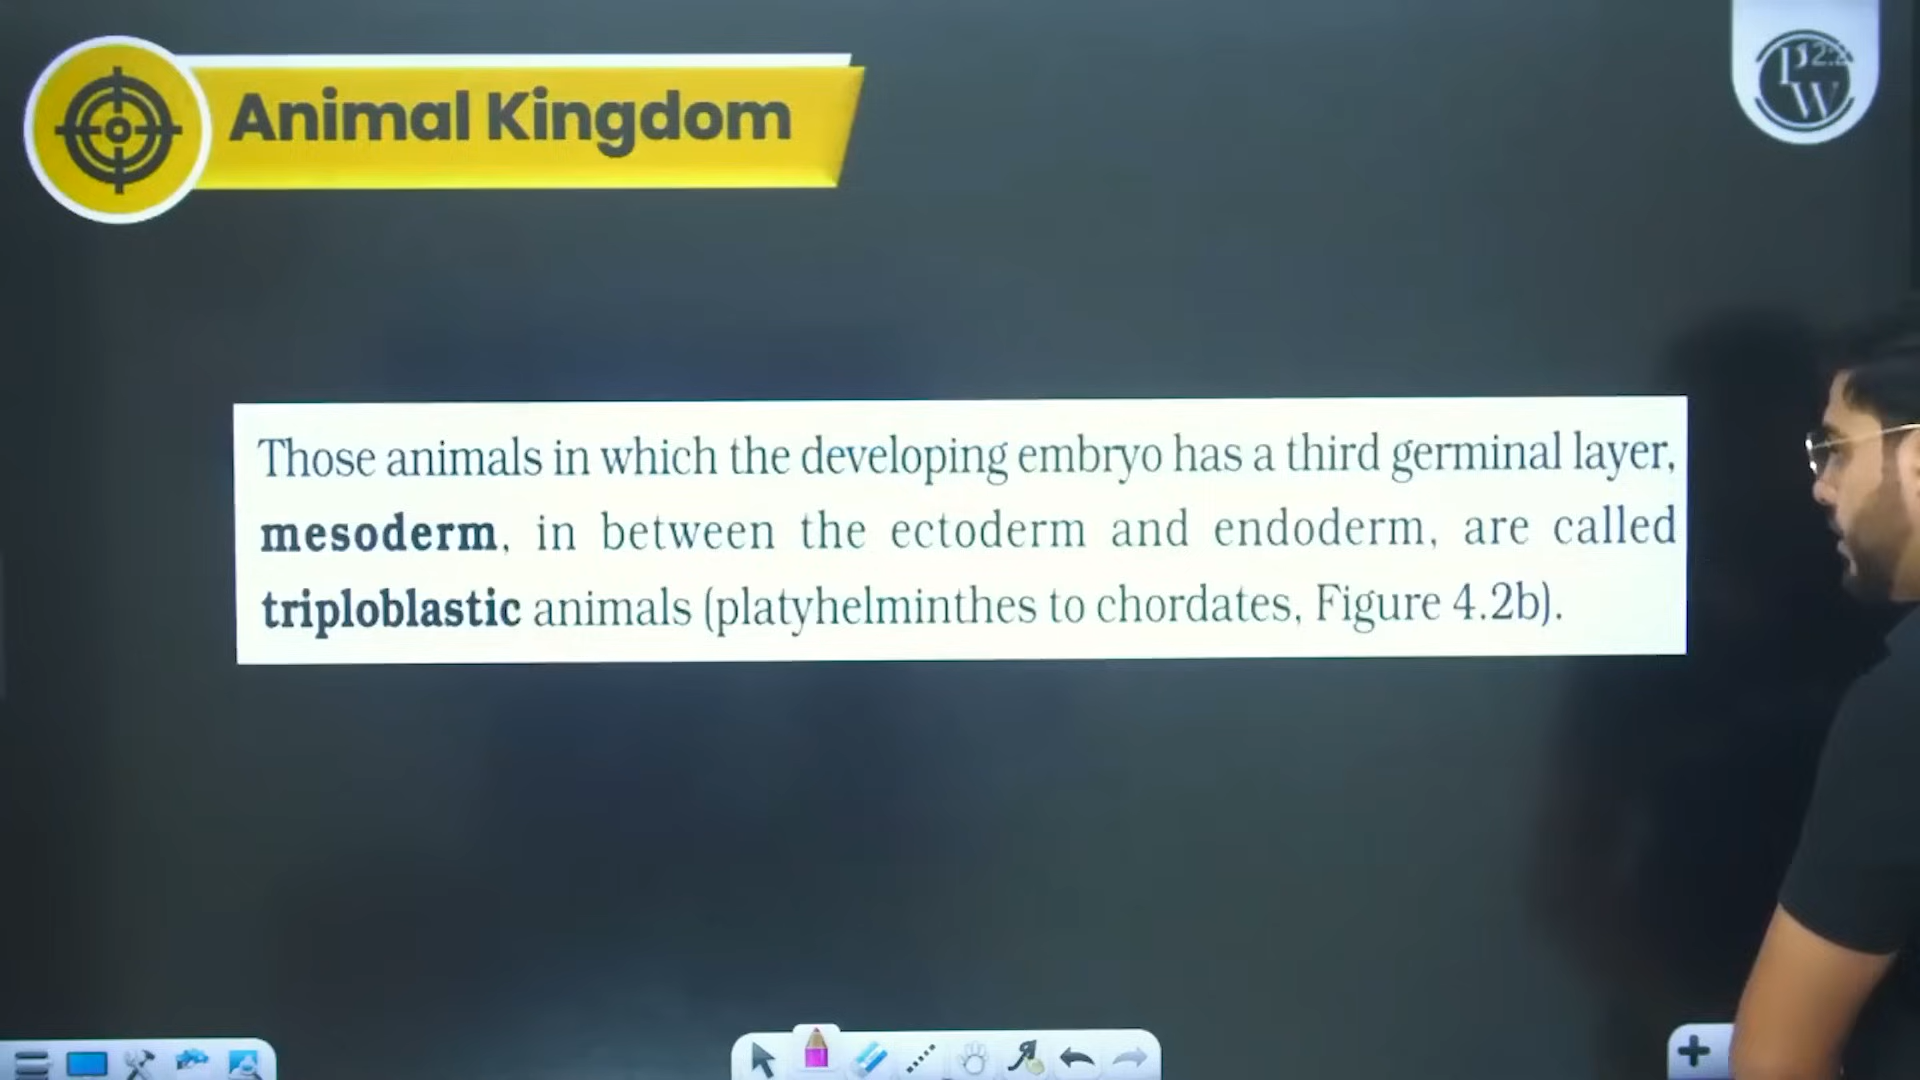 Animal Kingdom
PW
Those animals in which the developing embryo has a third germinal layer,
mesoderm, in between the ectoderm and endoderm, are called
triploblastic animals (platyhelminthes to chordates, Figure 4.2b).